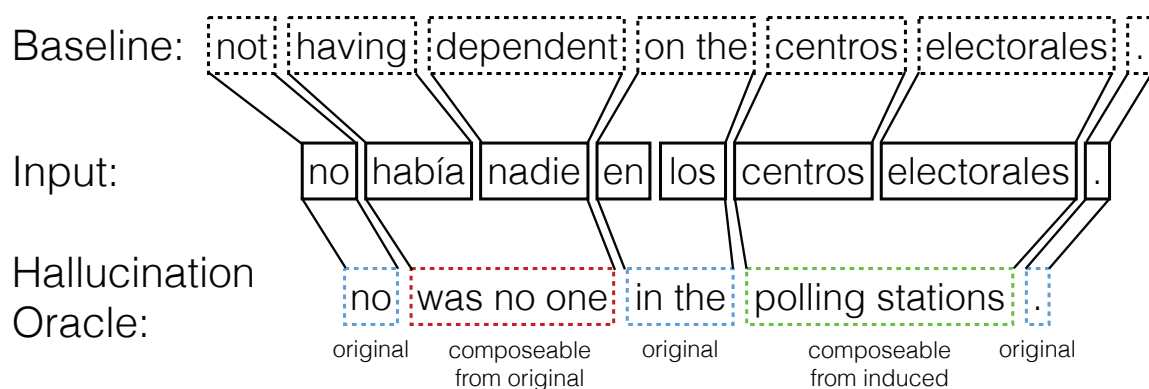 Baseline: not having dependent on the centros electorales .
Input: no había nadie en los centros electorales .
Hallucination
Oracle: no was no one in the polling stations .
original composeable original composeable original
from original from induced